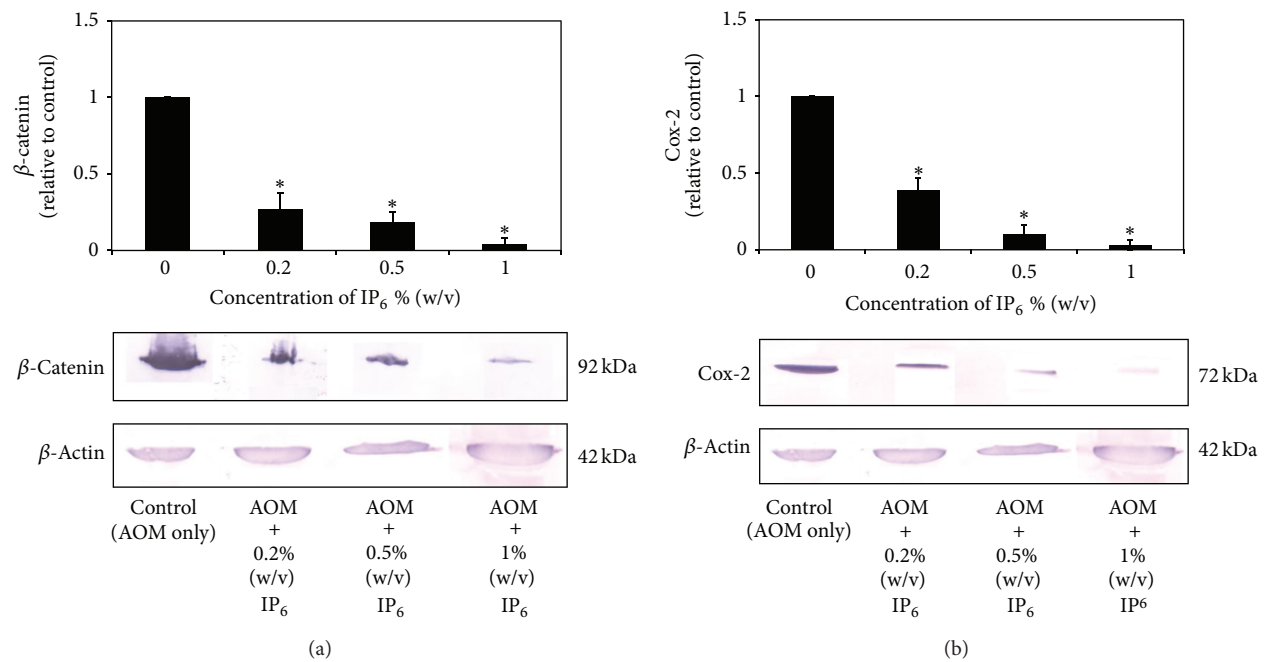 1.5
1
0.5
0
β-catenin
(relative to control)
*
*
*
0 0.2 0.5 1
Concentration of IP6 % (w/v)
β-Catenin
92 kDa
β-Actin
42 kDa
Control
(AOM only)
AOM
+
0.2%
(w/v)
IP6
AOM
+
0.5%
(w/v)
IP6
AOM
+
1%
(w/v)
IP6
(a)
1.5
1
0.5
0
Cox-2
(relative to control)
*
*
*
0 0.2 0.5 1
Concentration of IP6 % (w/v)
Cox-2
72 kDa
β-Actin
42 kDa
Control
(AOM only)
AOM
+
0.2%
(w/v)
IP6
AOM
+
0.5%
(w/v)
IP6
AOM
+
1%
(w/v)
IP6
(b)